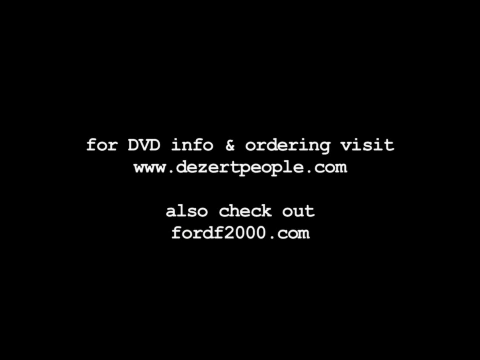 for DVD info & ordering visit
www.dezertpeople.com
also check out
fordf2000.com